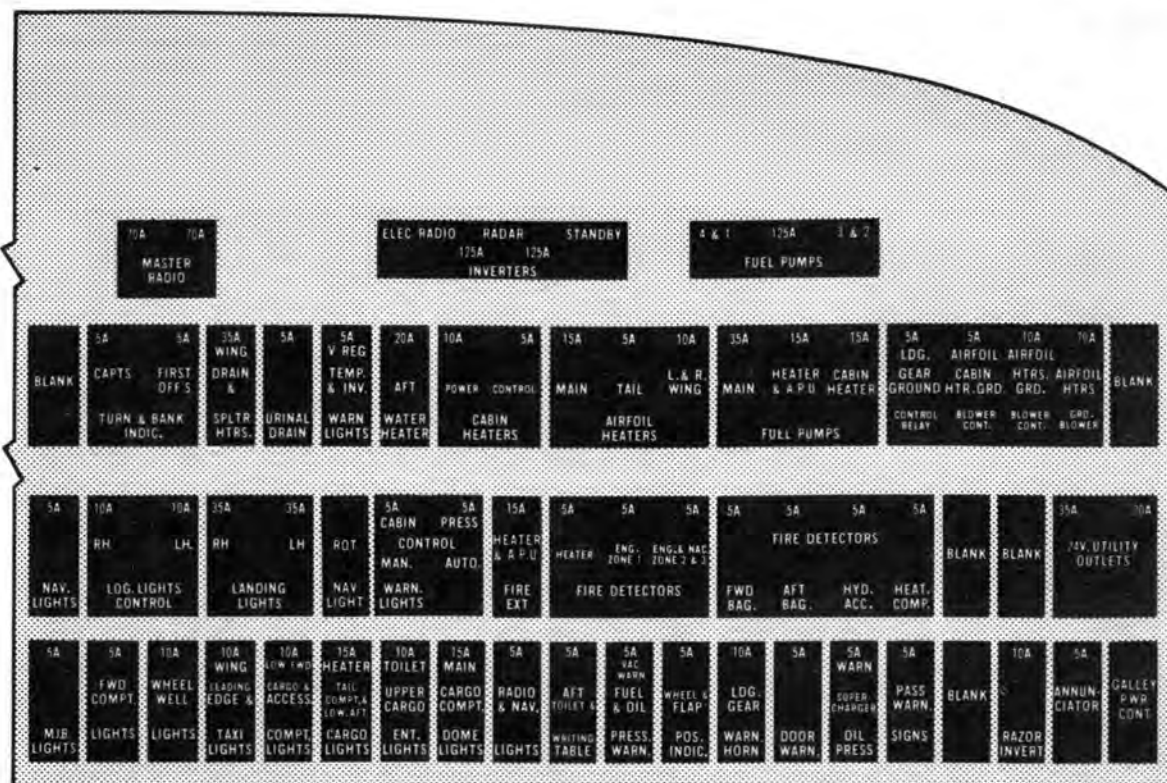 70A 70A
MASTER
RADIO
ELEC RADIO RADAR STANDBY
125A 125A
INVERTERS
4 & 1 125A 3 & 2
FUEL PUMPS
BLANK
5A 5A
CAPTS FIRST
OFF'S
TURN & BANK
INDIC.
35A
WING
DRAIN
&
SPLTR
HTRS.
5A
URINAL
DRAIN
5A
V REG
TEMP.
& INV.
WARN
LIGHTS
20A
AFT
WATER
HEATER
10A 5A
POWER CONTROL
CABIN
HEATERS
15A 5A 10A
MAIN TAIL L. & R.
WING
AIRFOIL
HEATERS
35A 15A 15A
MAIN HEATER
& A.P.U. CABIN
HEATER
FUEL PUMPS
5A 5A 10A 70A
LDG. AIRFOIL AIRFOIL
GEAR CABIN HTRS. AIRFOIL
GROUND HTR.GRD. GRD. HTRS
CONTROL BLOWER BLOWER GRD.
RELAY CONT. CONT. BLOWER
BLANK
5A
NAV.
LIGHTS
10A 10A
RH LH.
LDG. LIGHTS
CONTROL
35A 35A
RH LH
LANDING
LIGHTS
ROT
NAV
LIGHT
5A 5A
CABIN PRESS
CONTROL
MAN. AUTO.
WARN.
LIGHTS
15A
HEATER
& A.P.U
FIRE
EXT
5A 5A 5A
HEATER ENG.
ZONE 1 ENG.& NAC.
ZONE 2 & 3
FIRE DETECTORS
5A 5A 5A 5A
FIRE DETECTORS
FWD AFT HYD. HEAT.
BAG. BAG. ACC. COMP.
BLANK
BLANK
35A 20A
24V. UTILITY
OUTLETS
5A
MJB.
LIGHTS
5A
FWD
COMPT.
LIGHTS
10A
WHEEL
WELL
LIGHTS
10A
WING
LEADING
EDGE &
TAXI
LIGHTS
10A
LOW FWD
CARGO &
ACCESS.
COMPT.
LIGHTS
15A
HEATER
TAIL
COMPT.&
LOW. AFT
CARGO
LIGHTS
10A
TOILET
UPPER
CARGO
ENT.
LIGHTS
15A
MAIN
CARGO
COMPT.
DOME
LIGHTS
5A
RADIO
& NAV.
LIGHTS
5A
AFT
TOILET &
WRITING
TABLE
5A
VAC
WARN
FUEL
& OIL
PRESS.
WARN.
5A
WHEEL &
FLAP
POS.
INDIC.
10A
LDG.
GEAR
WARN
HORN
5A
DOOR
WARN.
5A
WARN
SUPER
CHARGER
OIL
PRESS
5A
PASS
WARN.
SIGNS
BLANK
10A
RAZOR
INVERT
5A
ANNUN-
CIATOR
GALLEY
PWR
CONT